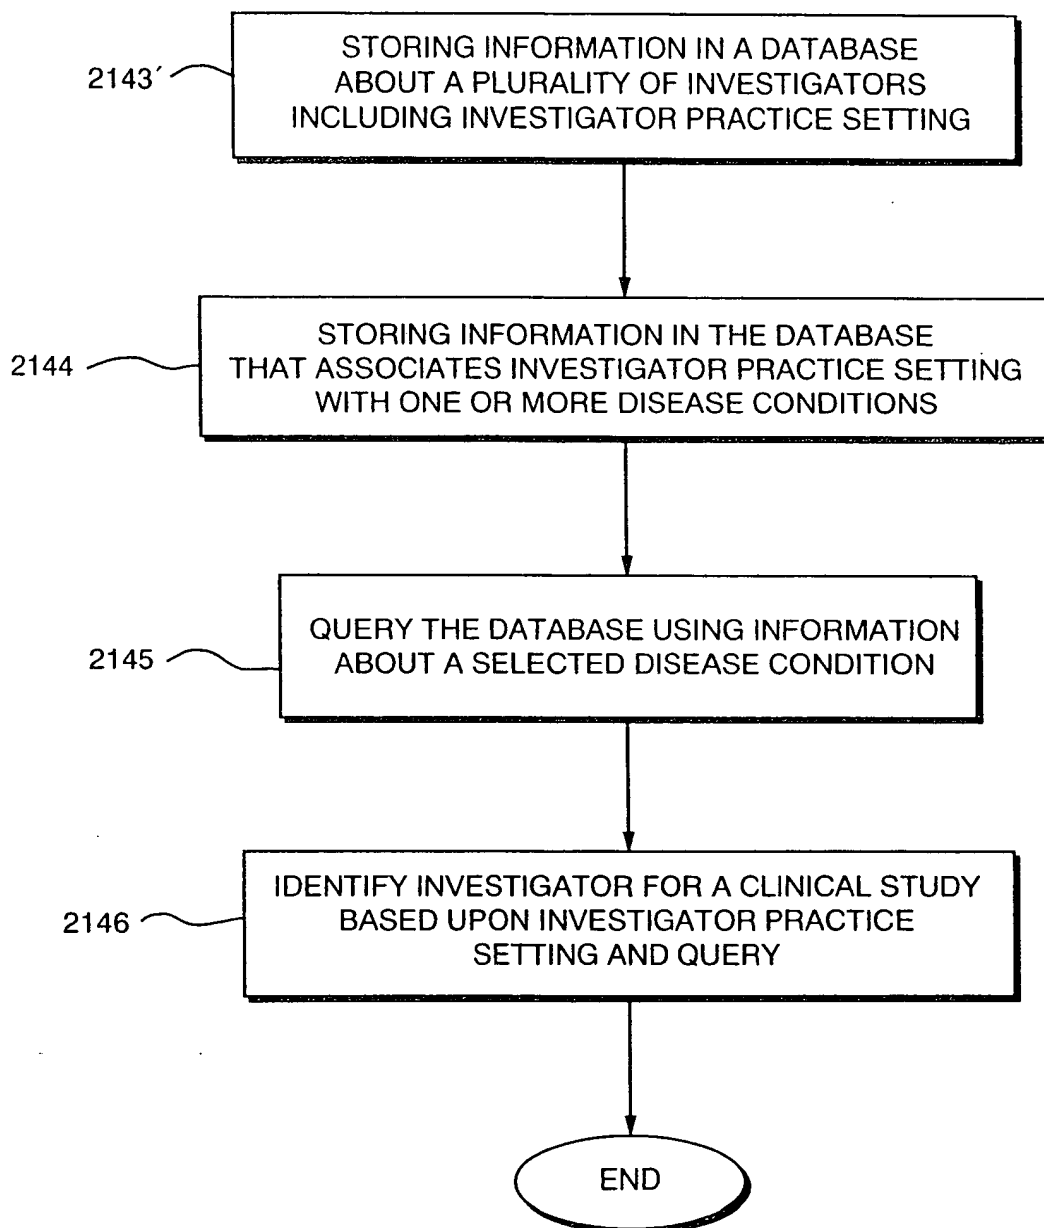 2143′
STORING INFORMATION IN A DATABASE
ABOUT A PLURALITY OF INVESTIGATORS
INCLUDING INVESTIGATOR PRACTICE SETTING
2144
STORING INFORMATION IN THE DATABASE
THAT ASSOCIATES INVESTIGATOR PRACTICE SETTING
WITH ONE OR MORE DISEASE CONDITIONS
2145
QUERY THE DATABASE USING INFORMATION
ABOUT A SELECTED DISEASE CONDITION
2146
IDENTIFY INVESTIGATOR FOR A CLINICAL STUDY
BASED UPON INVESTIGATOR PRACTICE
SETTING AND QUERY
END